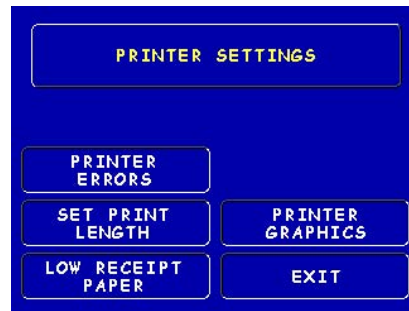 PRINTER SETTINGS
PRINTER
ERRORS
SET PRINT
LENGTH
PRINTER
GRAPHICS
LOW RECEIPT
PAPER
EXIT